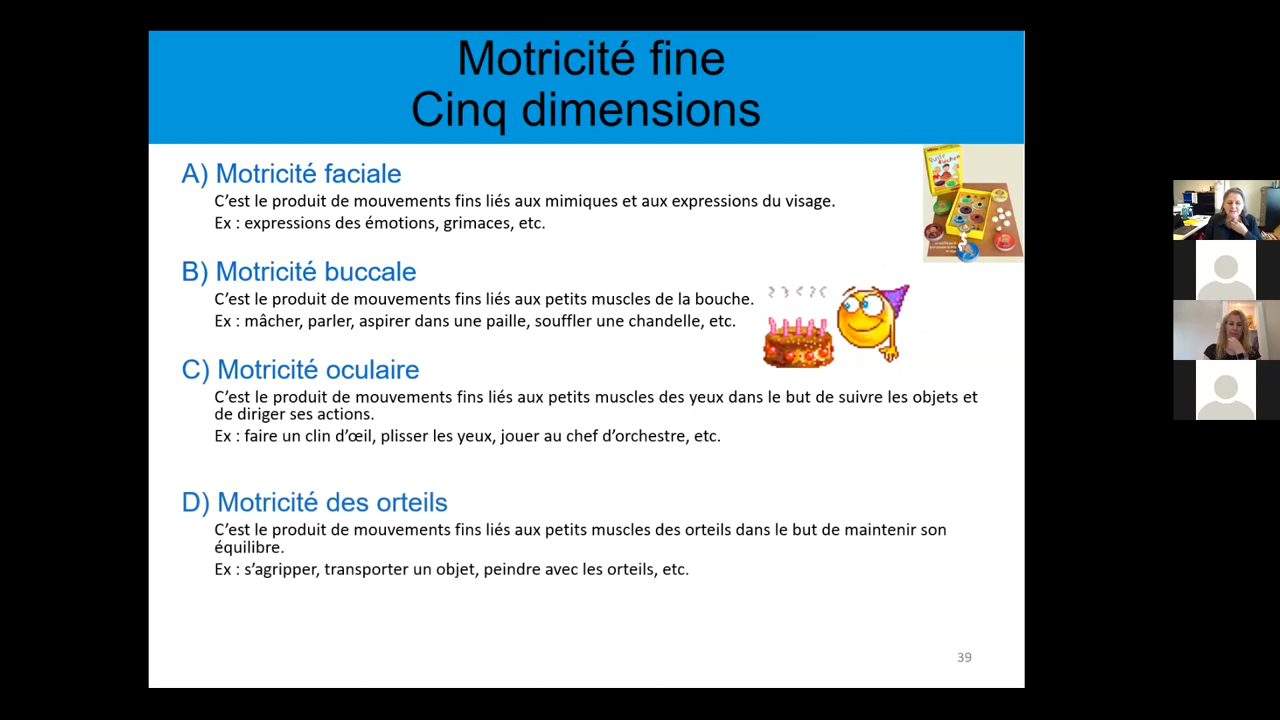 Motricité fine
Cinq dimensions
A) Motricité faciale
C’est le produit de mouvements fins liés aux mimiques et aux expressions du visage.
Ex : expressions des émotions, grimaces, etc.
B) Motricité buccale
C’est le produit de mouvements fins liés aux petits muscles de la bouche.
Ex : mâcher, parler, aspirer dans une paille, souffler une chandelle, etc.
C) Motricité oculaire
C’est le produit de mouvements fins liés aux petits muscles des yeux dans le but de suivre les objets et
de diriger ses actions.
Ex : faire un clin d’œil, plisser les yeux, jouer au chef d’orchestre, etc.
D) Motricité des orteils
C’est le produit de mouvements fins liés aux petits muscles des orteils dans le but de maintenir son
équilibre.
Ex : s’agripper, transporter un objet, peindre avec les orteils, etc.
39